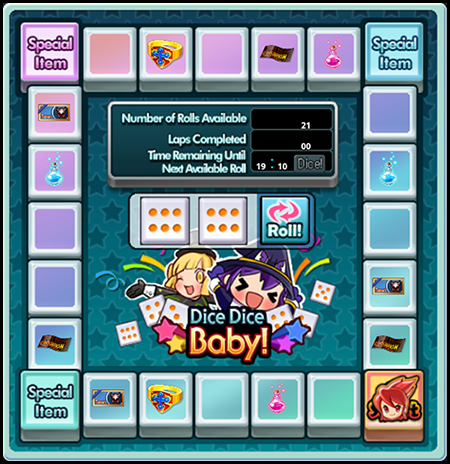 Special
Item
Special
Item
Number of Rolls Available
21
Laps Completed
00
Time Remaining Until
Next Available Roll
19 : 10
Dice!
Roll!
Dice Dice
Baby!
Special
Item